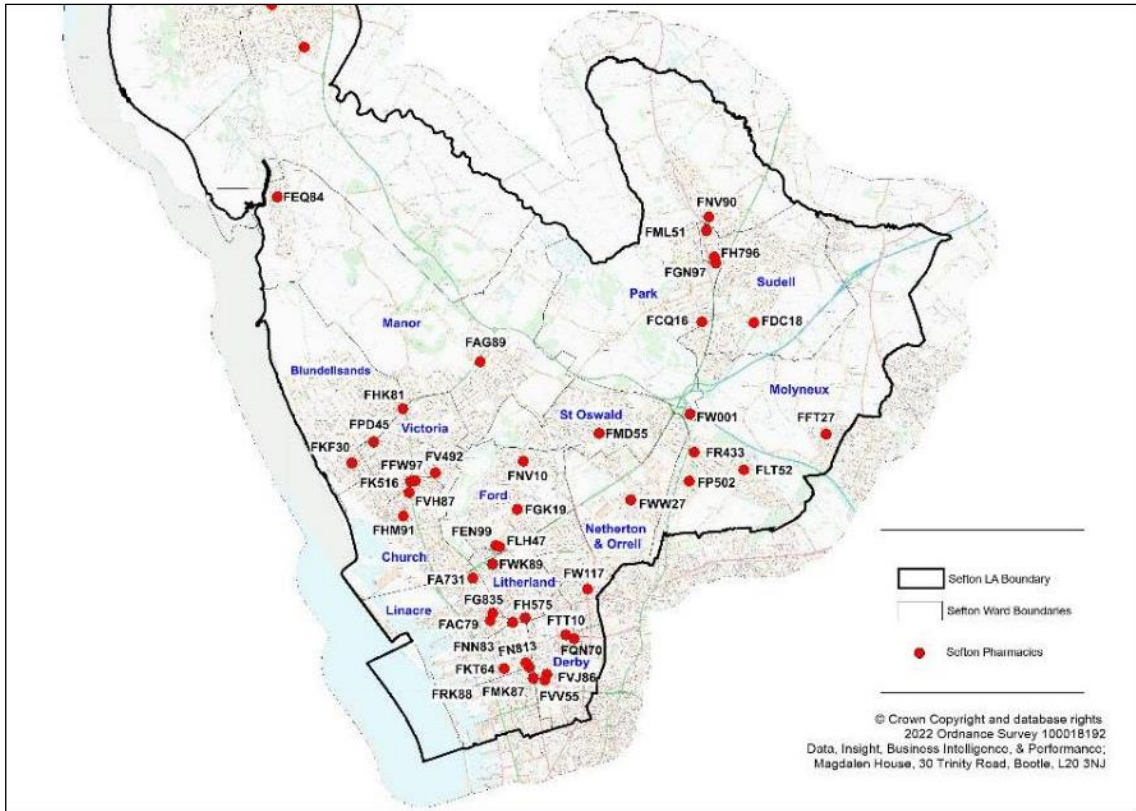 FEQ84
FNV90
FML51
FH796
FGN97
Sudell
Park
FCQ16
FDC18
Manor
FAG89
Blundellsands
Molyneux
FHK81
St Oswald
FW001
FFT27
FPD45
Victoria
FMD55
FKF30
FR433
FFW97
FV492
FNV10
FLT52
FK516
FP502
FVH87
Ford
FWW27
FGK19
FHM91
Netherton
& Orrell
FEN99
FLH47
Church
FWK89
FA731
Litherland
FW117
Linacre
FG835
FH575
FAC79
FTT10
FNN83
FN813
FQN70
FKT64
Derby
FVJ86
FRK88
FMK87
FVV55
Sefton LA Boundary
Sefton Ward Boundaries
Sefton Pharmacies
© Crown Copyright and database rights
2022 Ordnance Survey 100018192
Data, Insight, Business Intelligence, & Performance;
Magdalen House, 30 Trinity Road, Bootle, L20 3NJ